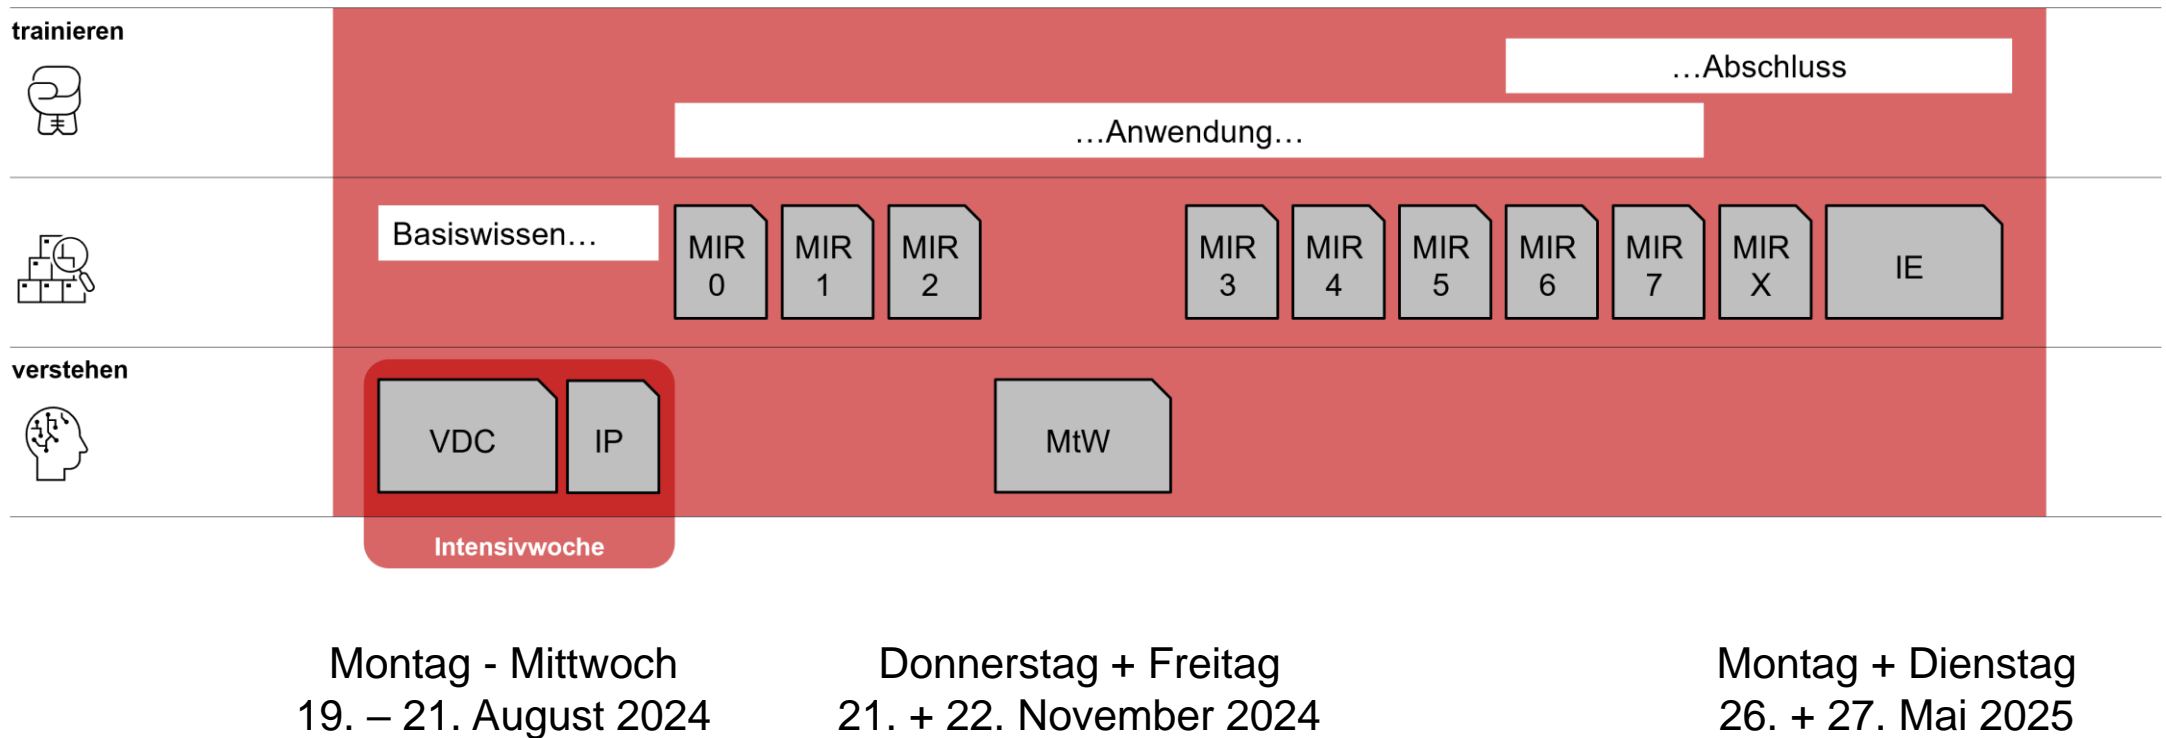 trainieren
…Abschluss
…Anwendung…
Basiswissen…
MIR
0
MIR
1
MIR
2
MIR
3
MIR
4
MIR
5
MIR
6
MIR
7
MIR
X
IE
verstehen
VDC
IP
MtW
Intensivwoche
Montag - Mittwoch
19. – 21. August 2024
Donnerstag + Freitag
21. + 22. November 2024
Montag + Dienstag
26. + 27. Mai 2025